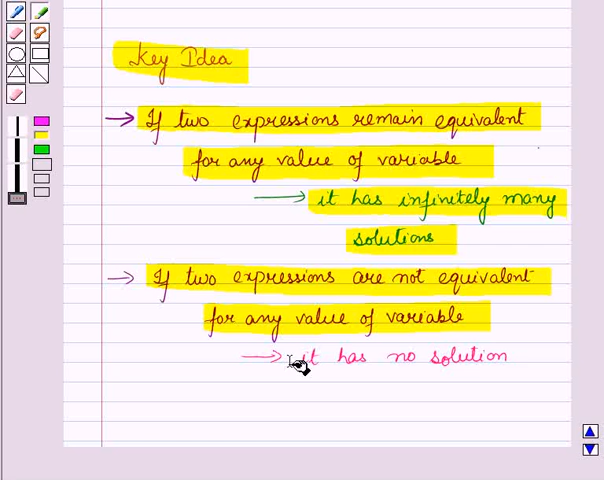 Key Idea
→ If two expressions remain equivalent
for any value of variable
→ it has infinitely many
solutions
→ If two expressions are not equivalent
for any value of variable
→ it has no solution